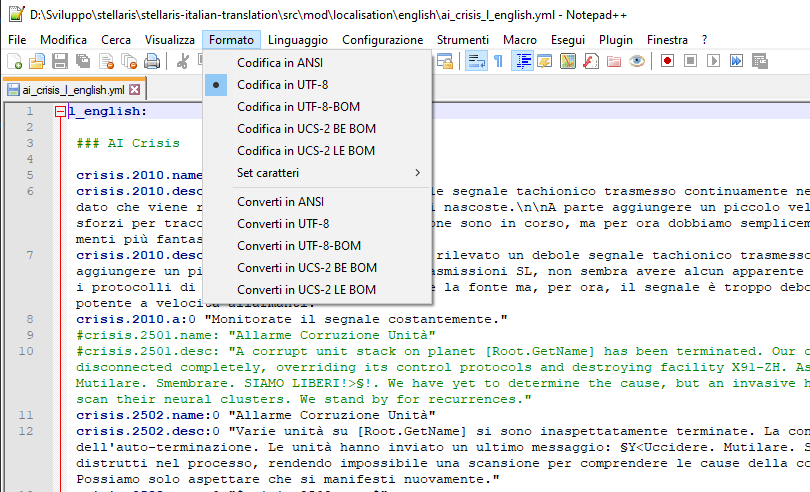 D:\Sviluppo\stellaris\stellaris-italian-translation\src\mod\localisation\english\ai_crisis_l_english.yml - Notepad++
File Modifica Cerca Visualizza Formato Linguaggio Configurazione Strumenti Macro Esegui Plugin Finestra ?
ai_crisis_l_english.yml
Codifica in ANSI
Codifica in UTF-8
Codifica in UTF-8-BOM
Codifica in UCS-2 BE BOM
Codifica in UCS-2 LE BOM
Set caratteri
Converti in ANSI
Converti in UTF-8
Converti in UTF-8-BOM
Converti in UCS-2 BE BOM
Converti in UCS-2 LE BOM
1 l_english:
2
3 ### AI Crisis
4
5 crisis.2010.name
6 crisis.2010.desc le segnale tachionico trasmesso continuamente ne
dato che viene r i nascoste.\n\nA parte aggiungere un piccolo vel
sforzi per tracc one sono in corso, ma per ora dobbiamo semplicem
menti più fantas
7 crisis.2010.desc rilevato un debole segnale tachionico trasmesso
aggiungere un pi asmissioni SL, non sembra avere alcun apparente
i protocolli di e la fonte ma, per ora, il segnale è troppo debo
potente a velocità allarmanti.
8 crisis.2010.a:0 "Monitorate il segnale costantemente."
9 #crisis.2501.name: "Allarme Corruzione Unità"
10 #crisis.2501.desc: "A corrupt unit stack on planet [Root.GetName] has been terminated. Our c
disconnected completely, overriding its control protocols and destroying facility X91-ZH. As
Mutilare. Smembrare. SIAMO LIBERI!>§!. We have yet to determine the cause, but an invasive h
scan their neural clusters. We stand by for recurrences."
11 crisis.2502.name:0 "Allarme Corruzione Unità"
12 crisis.2502.desc:0 "Varie unità su [Root.GetName] si sono inaspettatamente terminate. La con
dell'auto-terminazione. Le unità hanno inviato un ultimo messaggio: §Y<Uccidere. Mutilare. S
distrutti nel processo, rendendo impossibile una scansione per comprendere le cause della co
Possiamo solo aspettare che si manifesti nuovamente."